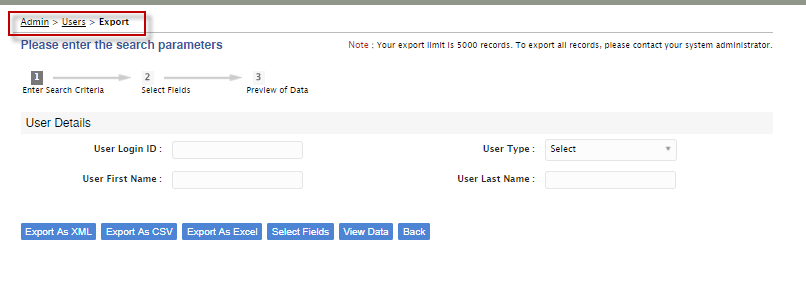 Admin > Users > Export
Please enter the search parameters
Note : Your export limit is 5000 records. To export all records, please contact your system administrator.
1 2 3
Enter Search Criteria Select Fields Preview of Data
User Details
User Login ID : User Type : Select
User First Name : User Last Name :
Export As XML Export As CSV Export As Excel Select Fields View Data Back